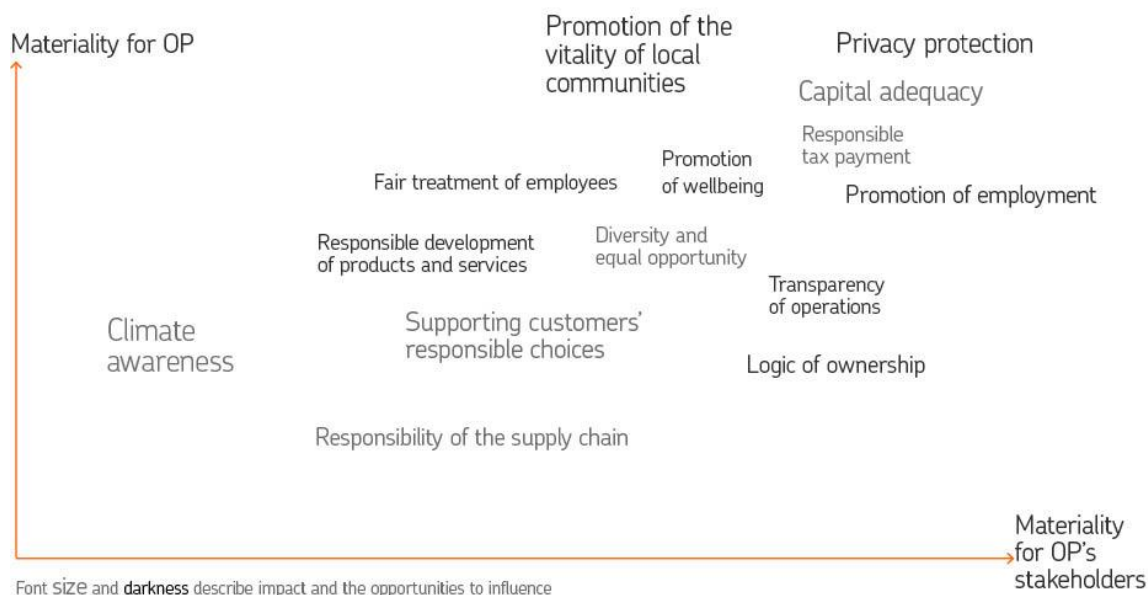 Materiality for OP
Promotion of the
vitality of local
communities
Privacy protection
Capital adequacy
Responsible
tax payment
Promotion
of wellbeing
Fair treatment of employees
Promotion of employment
Responsible development
of products and services
Diversity and
equal opportunity
Transparency
of operations
Climate
awareness
Supporting customers’
responsible choices
Logic of ownership
Responsibility of the supply chain
Materiality
for OP’s
stakeholders
Font size and darkness describe impact and the opportunities to influence